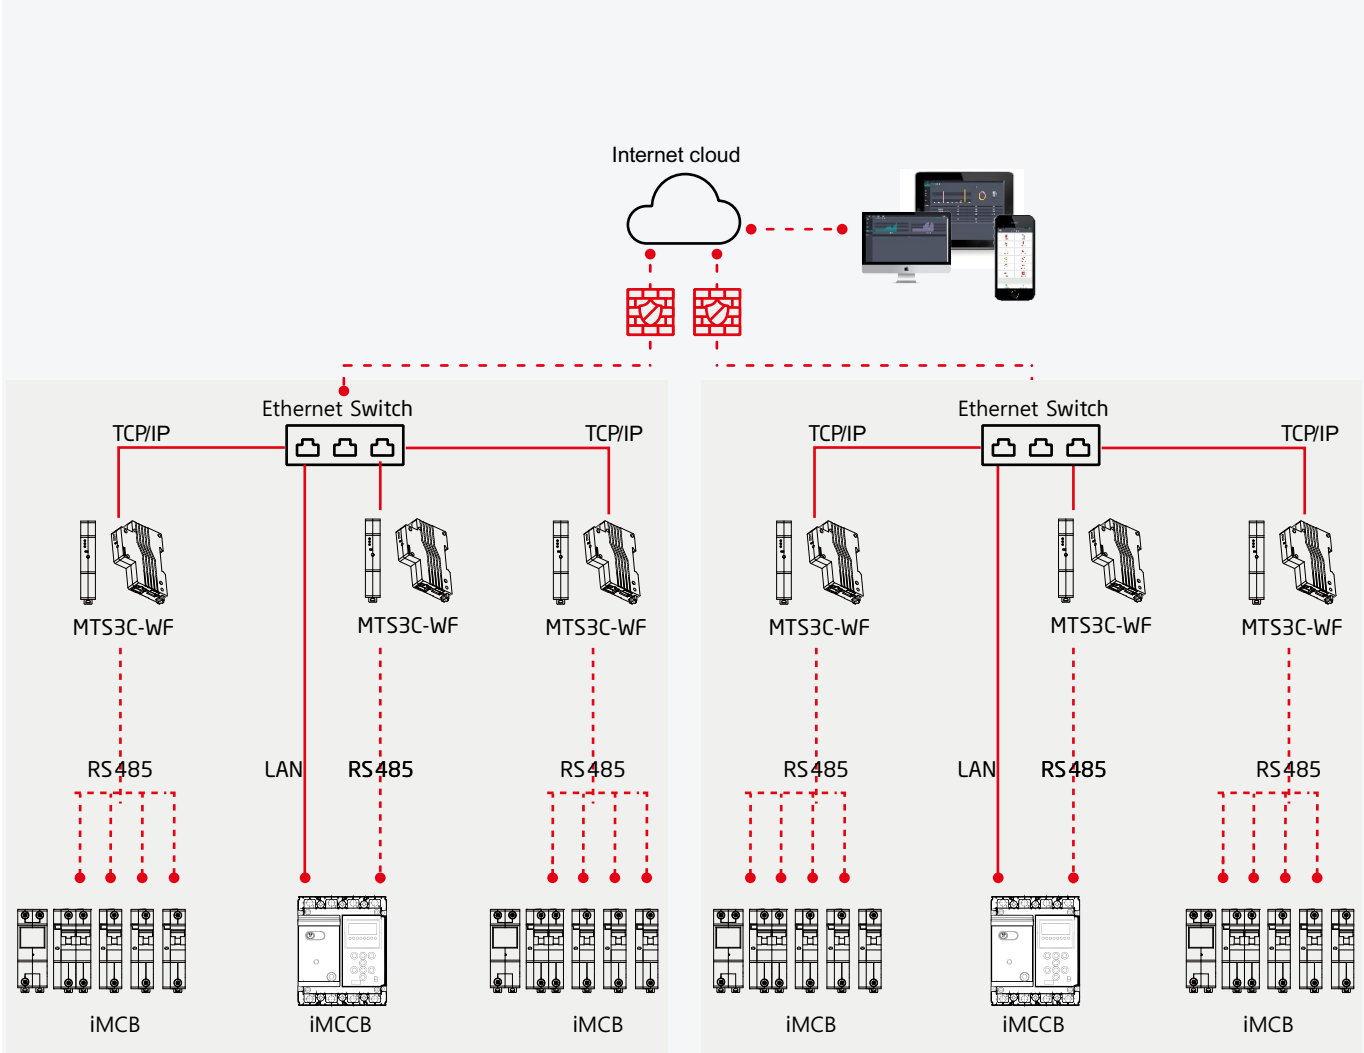 Internet cloud
Ethernet Switch
Ethernet Switch
TCP/IP
TCP/IP
TCP/IP
TCP/IP
MTS3C-WF
MTS3C-WF
MTS3C-WF
MTS3C-WF
MTS3C-WF
MTS3C-WF
RS485
LAN
RS485
RS485
RS485
LAN
RS485
RS485
iMCB
iMCCB
iMCB
iMCB
iMCCB
iMCB